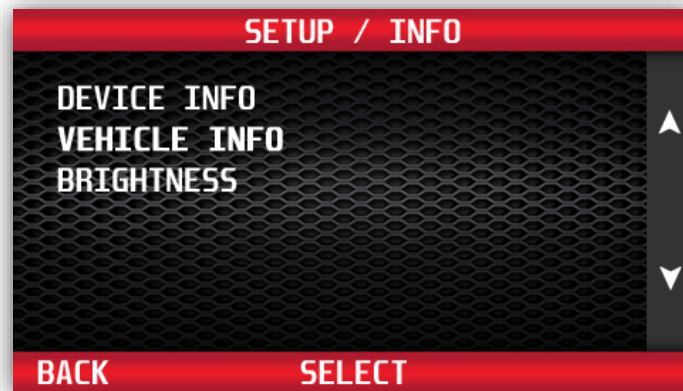 SETUP / INFO
DEVICE INFO
VEHICLE INFO
BRIGHTNESS
BACK SELECT